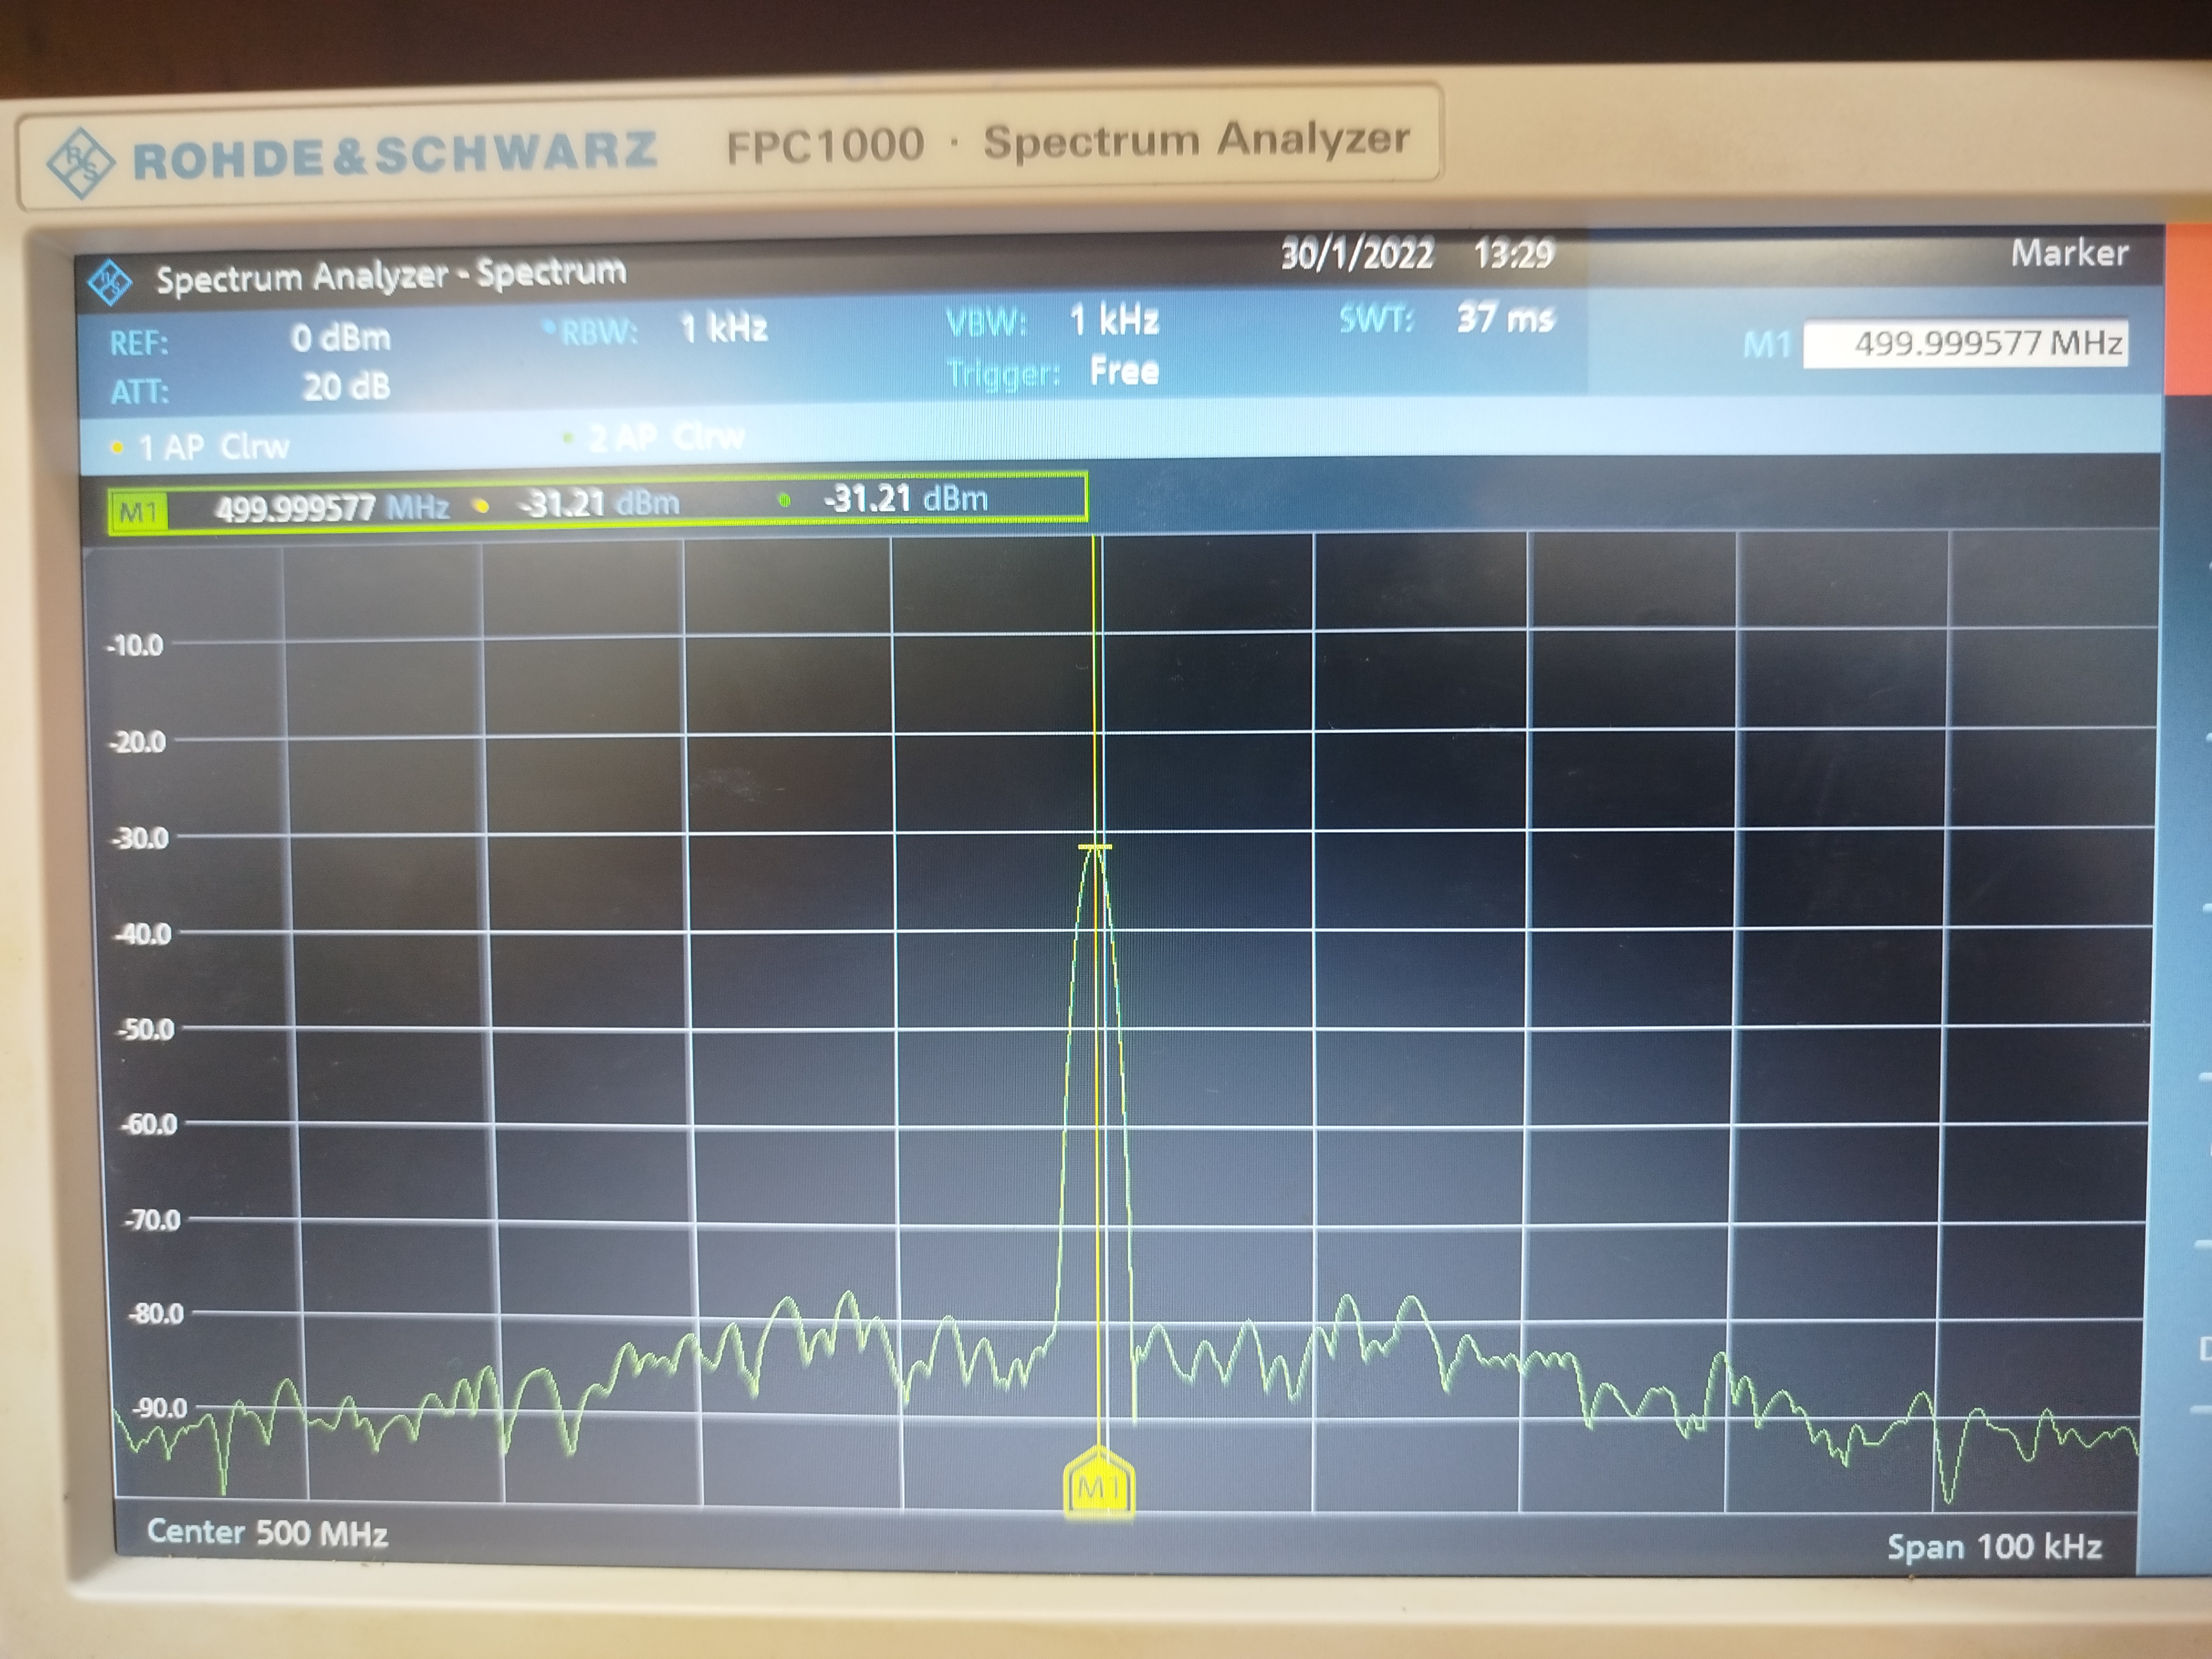 ROHDE&SCHWARZ FPC1000 · Spectrum Analyzer
Spectrum Analyzer - Spectrum 30/1/2022 13:29 Marker
REF: 0 dBm RBW: 1 kHz VBW: 1 kHz SWT: 37 ms M1 499.999577 MHz
ATT: 20 dB Trigger: Free
1 AP Clrw 2 AP Clrw
M1 499.999577 MHz -31.21 dBm -31.21 dBm
-10.0
-20.0
-30.0
-40.0
-50.0
-60.0
-70.0
-80.0
-90.0
M1
Center 500 MHz Span 100 kHz